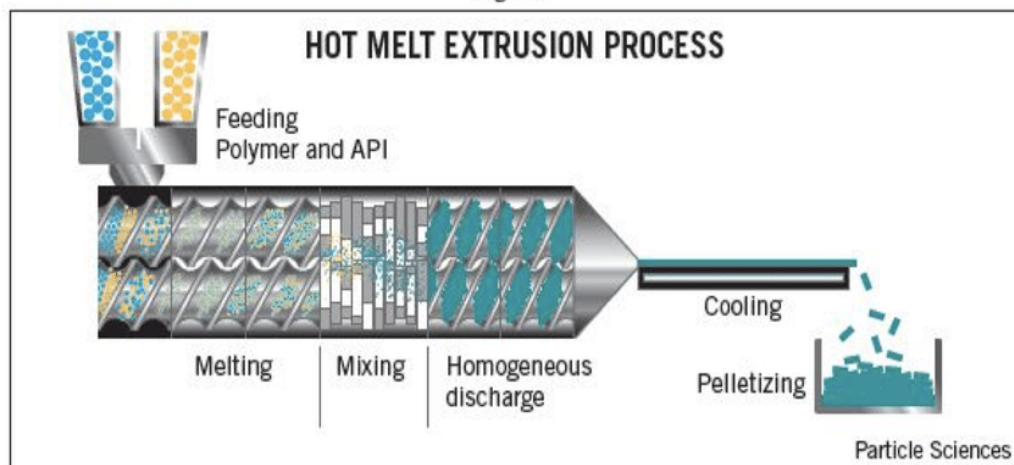 HOT MELT EXTRUSION PROCESS
Feeding
Polymer and API
Melting
Mixing
Homogeneous
discharge
Cooling
Pelletizing
Particle Sciences